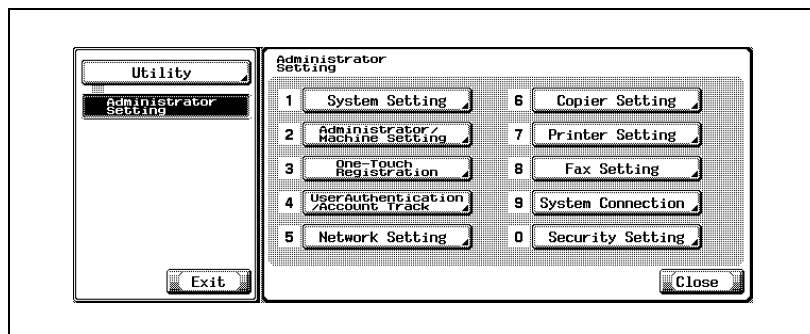 Utility
Administrator
Setting
Exit
Administrator
Setting
1 System Setting
2 Administrator/
Machine Setting
3 One-Touch
Registration
4 UserAuthentication
/Account Track
5 Network Setting
6 Copier Setting
7 Printer Setting
8 Fax Setting
9 System Connection
0 Security Setting
Close